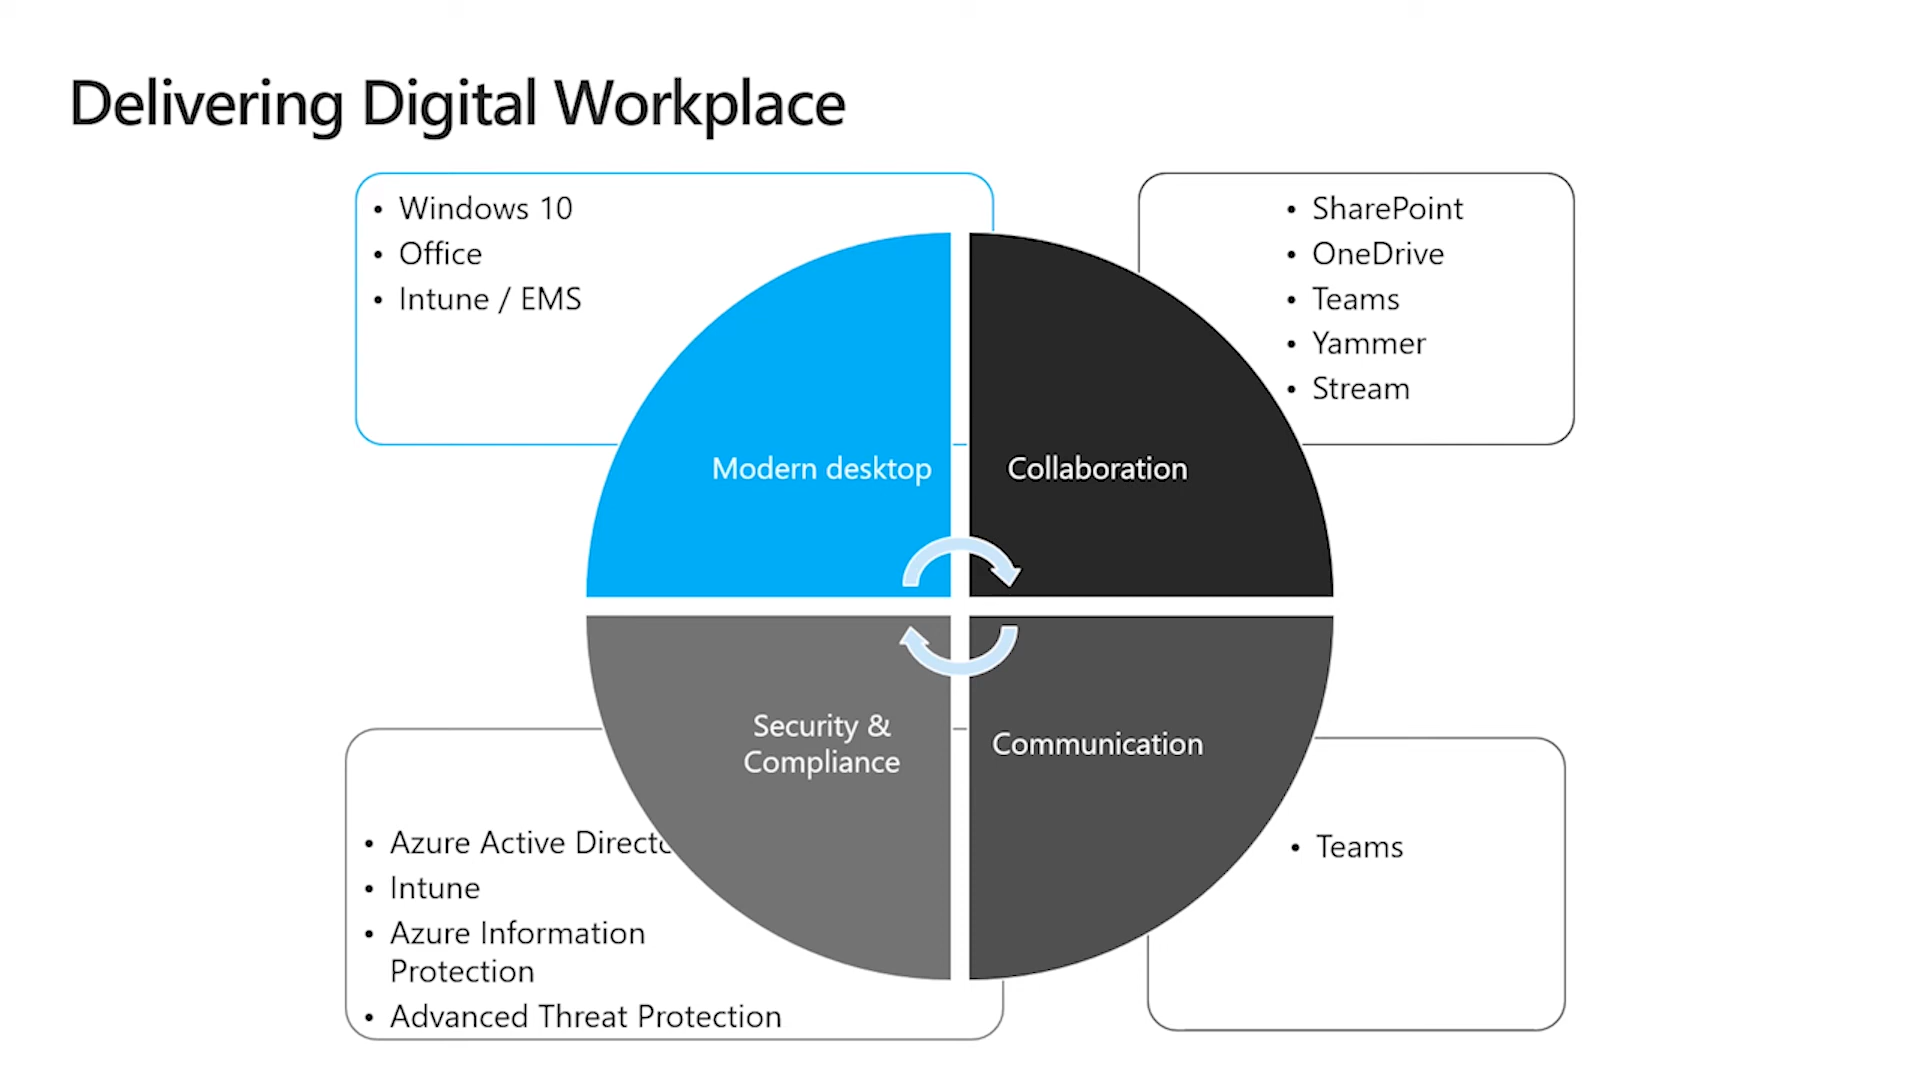 Delivering Digital Workplace
• Windows 10
• Office
• Intune / EMS
• SharePoint
• OneDrive
• Teams
• Yammer
• Stream
Modern desktop
Collaboration
Security &
Compliance
Communication
• Azure Active
• Intune
• Azure Information
Protection
• Advanced Threat Protection
• Teams